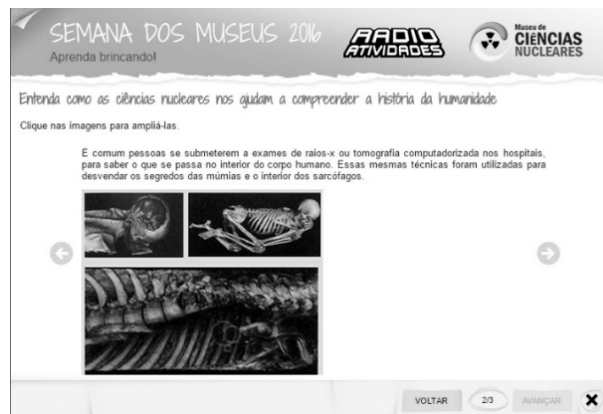 SEMANA DOS MUSEUS 2016
Aprenda brincando!
RADIO
ATIVIDADES
Museu de
CIÊNCIAS
NUCLEARES
Entenda como as ciências nucleares nos ajudam a compreender a história da humanidade
Clique nas imagens para ampliá-las.
E comum pessoas se submeterem a exames de raios-x ou tomografia computadorizada nos hospitais,
para saber o que se passa no interior do corpo humano. Essas mesmas técnicas foram utilizadas para
desvendar os segredos das múmias e o interior dos sarcófagos.
VOLTAR 2/3 AVANÇAR X